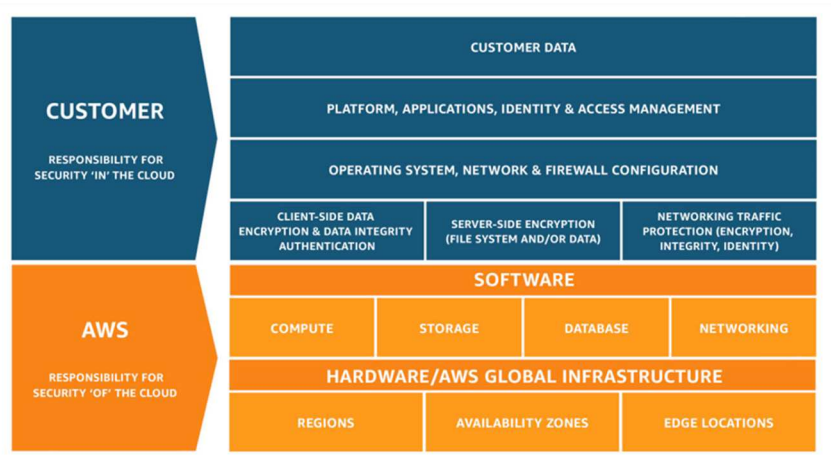 CUSTOMER
RESPONSIBILITY FOR
SECURITY ‘IN’ THE CLOUD
CUSTOMER DATA
PLATFORM, APPLICATIONS, IDENTITY & ACCESS MANAGEMENT
OPERATING SYSTEM, NETWORK & FIREWALL CONFIGURATION
CLIENT-SIDE DATA
ENCRYPTION & DATA INTEGRITY
AUTHENTICATION
SERVER-SIDE ENCRYPTION
(FILE SYSTEM AND/OR DATA)
NETWORKING TRAFFIC
PROTECTION (ENCRYPTION,
INTEGRITY, IDENTITY)
AWS
RESPONSIBILITY FOR
SECURITY ‘OF’ THE CLOUD
SOFTWARE
COMPUTE
STORAGE
DATABASE
NETWORKING
HARDWARE/AWS GLOBAL INFRASTRUCTURE
REGIONS
AVAILABILITY ZONES
EDGE LOCATIONS